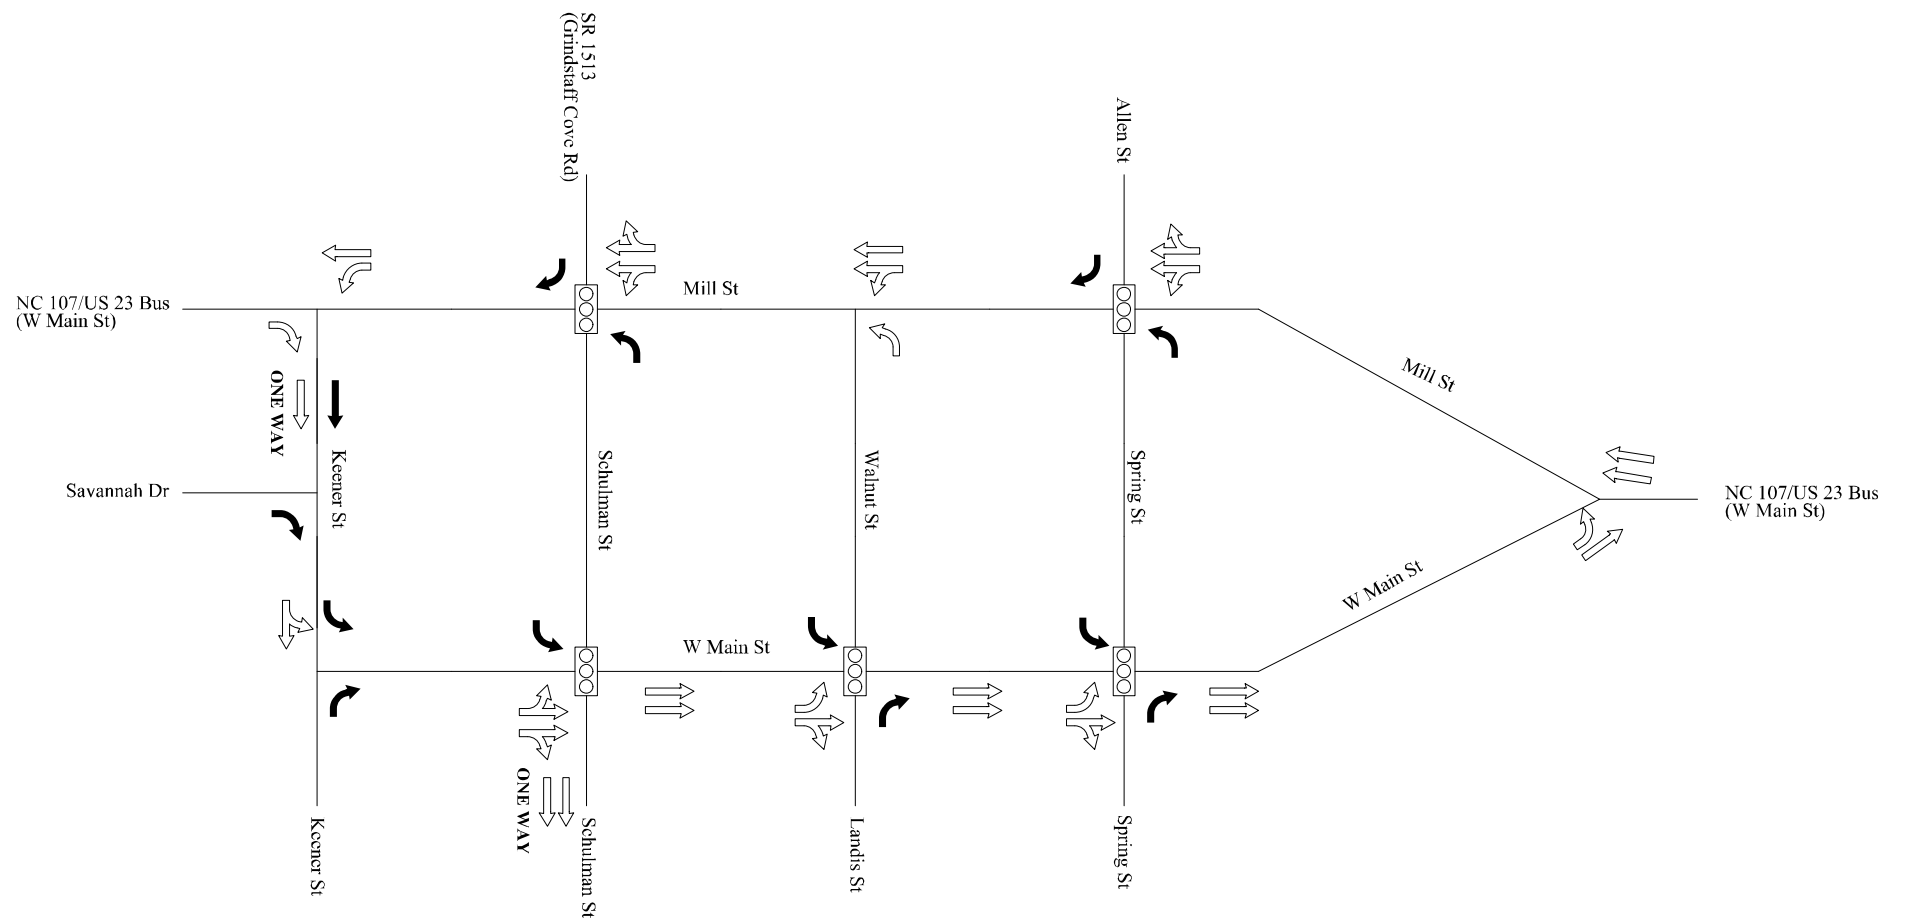 SR 1513
(Grindstaff Cove Rd)
Allen St
Mill St
NC 107/US 23 Bus
(W Main St)
Mill St
ONE WAY
Keener St
Schulman St
Walnut St
Spring St
Savannah Dr
NC 107/US 23 Bus
(W Main St)
W Main St
W Main St
ONE WAY
Keener St
Schulman St
Landis St
Spring St